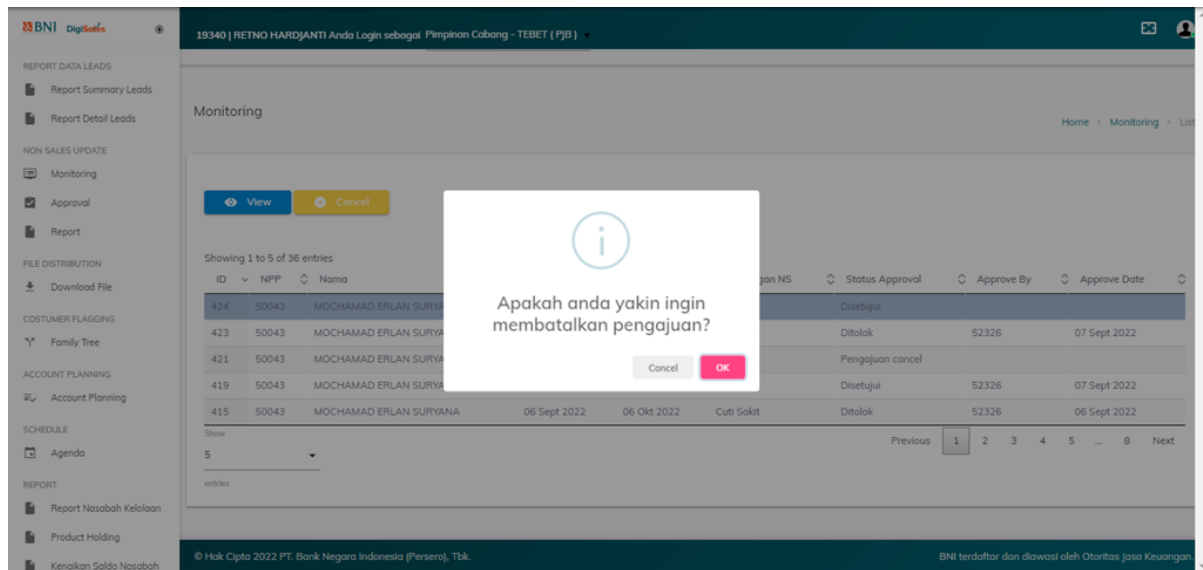 BNI DigiSales
19340 | RETNO HARDJANTI Anda Login sebagai Pimpinan Cabang - TEBET ( PJB )
REPORT DATA LEADS
Report Summary Leads
Report Detail Leads
NON SALES UPDATE
Monitoring
Approval
Report
FILE DISTRIBUTION
Download File
COSTUMER FLAGGING
Family Tree
ACCOUNT PLANNING
Account Planning
SCHEDULE
Agenda
REPORT
Report Nasabah Kelolaan
Product Holding
Kenaikan Saldo Nasabah
Monitoring
Home > Monitoring > List
View Cancel
Showing 1 to 5 of 36 entries
ID NPP Nama gan NS Status Approval Approve By Approve Date
424 50043 MOCHAMAD ERLAN SURYA Disetujui
423 50043 MOCHAMAD ERLAN SURYA Ditolak 52326 07 Sept 2022
421 50043 MOCHAMAD ERLAN SURYA Pengajuan cancel
419 50043 MOCHAMAD ERLAN SURYA Disetujui 52326 07 Sept 2022
415 50043 MOCHAMAD ERLAN SURYANA 06 Sept 2022 06 Okt 2022 Cuti Sakit Ditolak 52326 06 Sept 2022
Show
5
entries
Previous 1 2 3 4 5 ... 8 Next
Apakah anda yakin ingin
membatalkan pengajuan?
Cancel OK
© Hak Cipta 2022 PT. Bank Negara Indonesia (Persero), Tbk.
BNI terdaftar dan diawasi oleh Otoritas Jasa Keuangan.